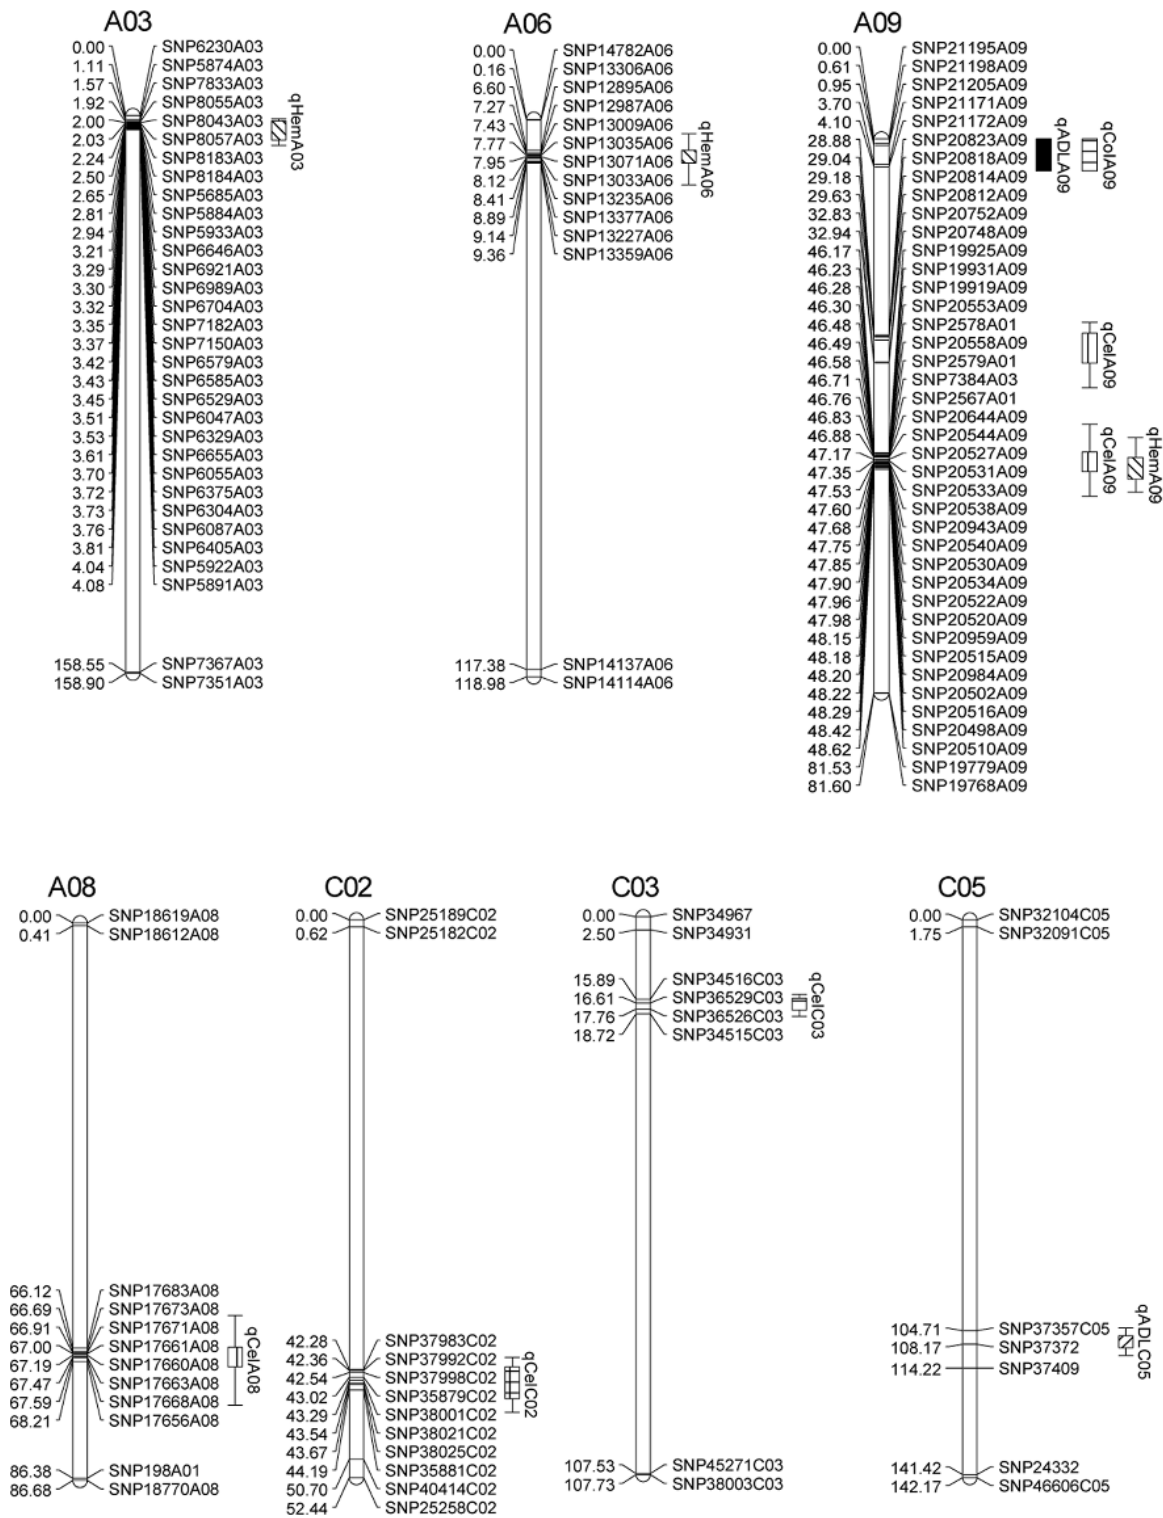 A03
0.00 SNP6230A03
1.11 SNP5874A03
1.57 SNP7833A03
1.92 SNP8055A03
2.00 SNP8043A03
2.03 SNP8057A03
2.24 SNP8183A03
2.50 SNP8184A03
2.65 SNP5685A03
2.81 SNP5884A03
2.94 SNP5933A03
3.21 SNP6646A03
3.29 SNP6921A03
3.30 SNP6989A03
3.32 SNP6704A03
3.35 SNP7182A03
3.37 SNP7150A03
3.42 SNP6579A03
3.43 SNP6585A03
3.45 SNP6529A03
3.51 SNP6047A03
3.53 SNP6329A03
3.61 SNP6655A03
3.70 SNP6055A03
3.72 SNP6375A03
3.73 SNP6304A03
3.76 SNP6087A03
3.81 SNP6405A03
4.04 SNP5922A03
4.08 SNP5891A03
158.55 SNP7367A03
158.90 SNP7351A03
qHemA03
A06
0.00 SNP14782A06
0.16 SNP13306A06
6.60 SNP12895A06
7.27 SNP12987A06
7.43 SNP13009A06
7.77 SNP13035A06
7.95 SNP13071A06
8.12 SNP13033A06
8.41 SNP13235A06
8.89 SNP13377A06
9.14 SNP13227A06
9.36 SNP13359A06
117.38 SNP14137A06
118.98 SNP14114A06
qHemA06
A09
0.00 SNP21195A09
0.61 SNP21198A09
0.95 SNP21205A09
3.70 SNP21171A09
4.10 SNP21172A09
28.88 SNP20823A09
29.04 SNP20818A09
29.18 SNP20814A09
29.63 SNP20812A09
32.83 SNP20752A09
32.94 SNP20748A09
46.17 SNP19925A09
46.23 SNP19931A09
46.28 SNP19919A09
46.30 SNP20553A09
46.48 SNP2578A01
46.49 SNP20558A09
46.58 SNP2579A01
46.71 SNP7384A03
46.76 SNP2567A01
46.83 SNP20644A09
46.88 SNP20544A09
47.17 SNP20527A09
47.35 SNP20531A09
47.53 SNP20533A09
47.60 SNP20538A09
47.68 SNP20943A09
47.75 SNP20540A09
47.85 SNP20530A09
47.90 SNP20534A09
47.96 SNP20522A09
47.98 SNP20520A09
48.15 SNP20959A09
48.18 SNP20515A09
48.20 SNP20984A09
48.22 SNP20502A09
48.29 SNP20516A09
48.42 SNP20498A09
48.62 SNP20510A09
81.53 SNP19779A09
81.60 SNP19768A09
qADLA09
qColA09
qCelA09
qCelA09
qHemA09
A08
0.00 SNP18619A08
0.41 SNP18612A08
66.12 SNP17683A08
66.69 SNP17673A08
66.91 SNP17671A08
67.00 SNP17661A08
67.19 SNP17660A08
67.47 SNP17663A08
67.59 SNP17668A08
68.21 SNP17656A08
86.38 SNP198A01
86.68 SNP18770A08
qCelA08
C02
0.00 SNP25189C02
0.62 SNP25182C02
42.28 SNP37983C02
42.36 SNP37992C02
42.54 SNP37998C02
43.02 SNP35879C02
43.29 SNP38001C02
43.54 SNP38021C02
43.67 SNP38025C02
44.19 SNP35881C02
50.70 SNP40414C02
52.44 SNP25258C02
qCelC02
C03
0.00 SNP34967
2.50 SNP34931
15.89 SNP34516C03
16.61 SNP36529C03
17.76 SNP36526C03
18.72 SNP34515C03
107.53 SNP45271C03
107.73 SNP38003C03
qCelC03
C05
0.00 SNP32104C05
1.75 SNP32091C05
104.71 SNP37357C05
108.17 SNP37372
114.22 SNP37409
141.42 SNP24332
142.17 SNP46606C05
qADLC05